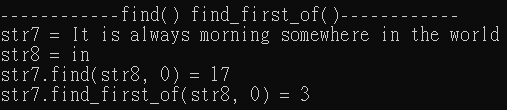 ------------find() find_first_of()------------
str7 = It is always morning somewhere in the world
str8 = in
str7.find(str8, 0) = 17
str7.find_first_of(str8, 0) = 3